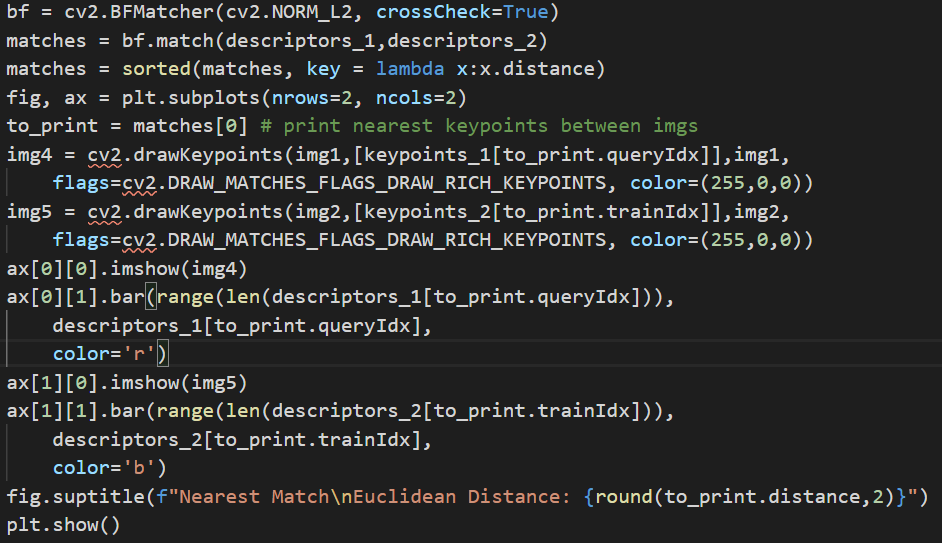 bf = cv2.BFMatcher(cv2.NORM_L2, crossCheck=True)
matches = bf.match(descriptors_1,descriptors_2)
matches = sorted(matches, key = lambda x:x.distance)
fig, ax = plt.subplots(nrows=2, ncols=2)
to_print = matches[0] # print nearest keypoints between imgs
img4 = cv2.drawKeypoints(img1,[keypoints_1[to_print.queryIdx]],img1,
    flags=cv2.DRAW_MATCHES_FLAGS_DRAW_RICH_KEYPOINTS, color=(255,0,0))
img5 = cv2.drawKeypoints(img2,[keypoints_2[to_print.trainIdx]],img2,
    flags=cv2.DRAW_MATCHES_FLAGS_DRAW_RICH_KEYPOINTS, color=(255,0,0))
ax[0][0].imshow(img4)
ax[0][1].bar(range(len(descriptors_1[to_print.queryIdx])),
    descriptors_1[to_print.queryIdx],
    color='r')
ax[1][0].imshow(img5)
ax[1][1].bar(range(len(descriptors_2[to_print.trainIdx])),
    descriptors_2[to_print.trainIdx],
    color='b')
fig.suptitle(f"Nearest Match\nEuclidean Distance: {round(to_print.distance,2)}")
plt.show()